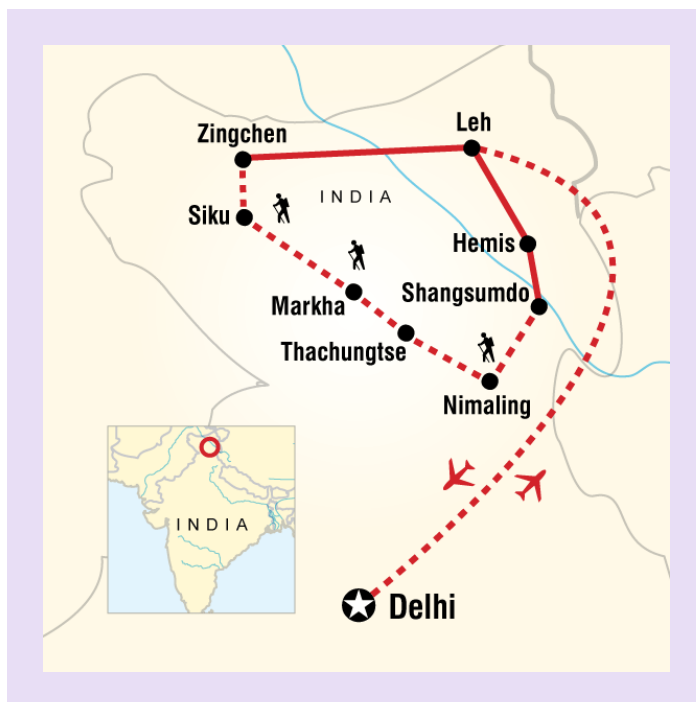 Leh
Zingchen
INDIA
Siku
Hemis
Shangsumdo
Markha
Thachungtse
Nimaling
INDIA
Delhi